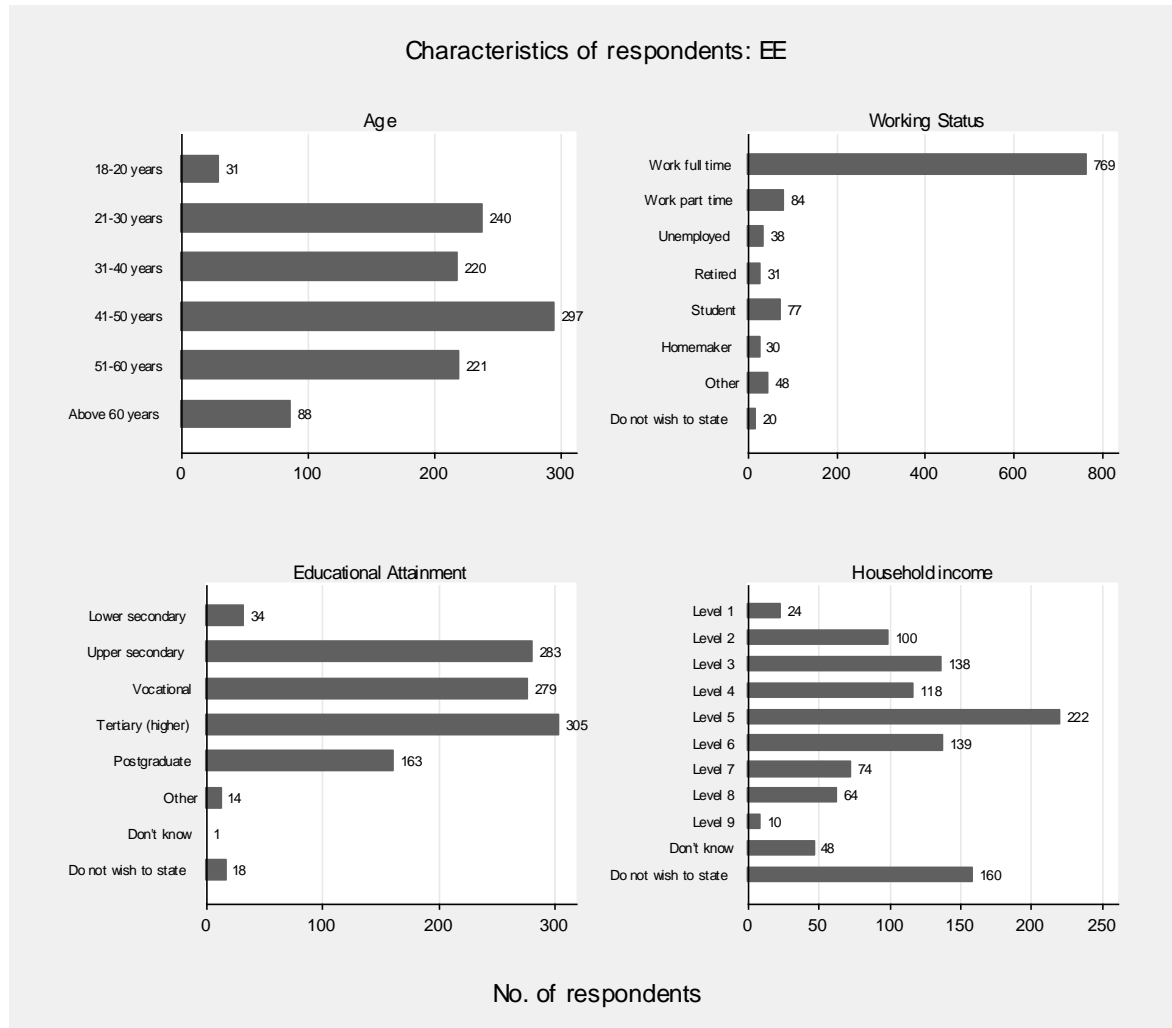 Characteristics of respondents: EE
Age
18-20 years 31
21-30 years 240
31-40 years 220
41-50 years 297
51-60 years 221
Above 60 years 88
0 100 200 300
Working Status
Work full time 769
Work part time 84
Unemployed 38
Retired 31
Student 77
Homemaker 30
Other 48
Do not wish to state 20
0 200 400 600 800
Educational Attainment
Lower secondary 34
Upper secondary 283
Vocational 279
Tertiary (higher) 305
Postgraduate 163
Other 14
Don't know 1
Do not wish to state 18
0 100 200 300
Household income
Level 1 24
Level 2 100
Level 3 138
Level 4 118
Level 5 222
Level 6 139
Level 7 74
Level 8 64
Level 9 10
Don't know 48
Do not wish to state 160
0 50 100 150 200 250
No. of respondents